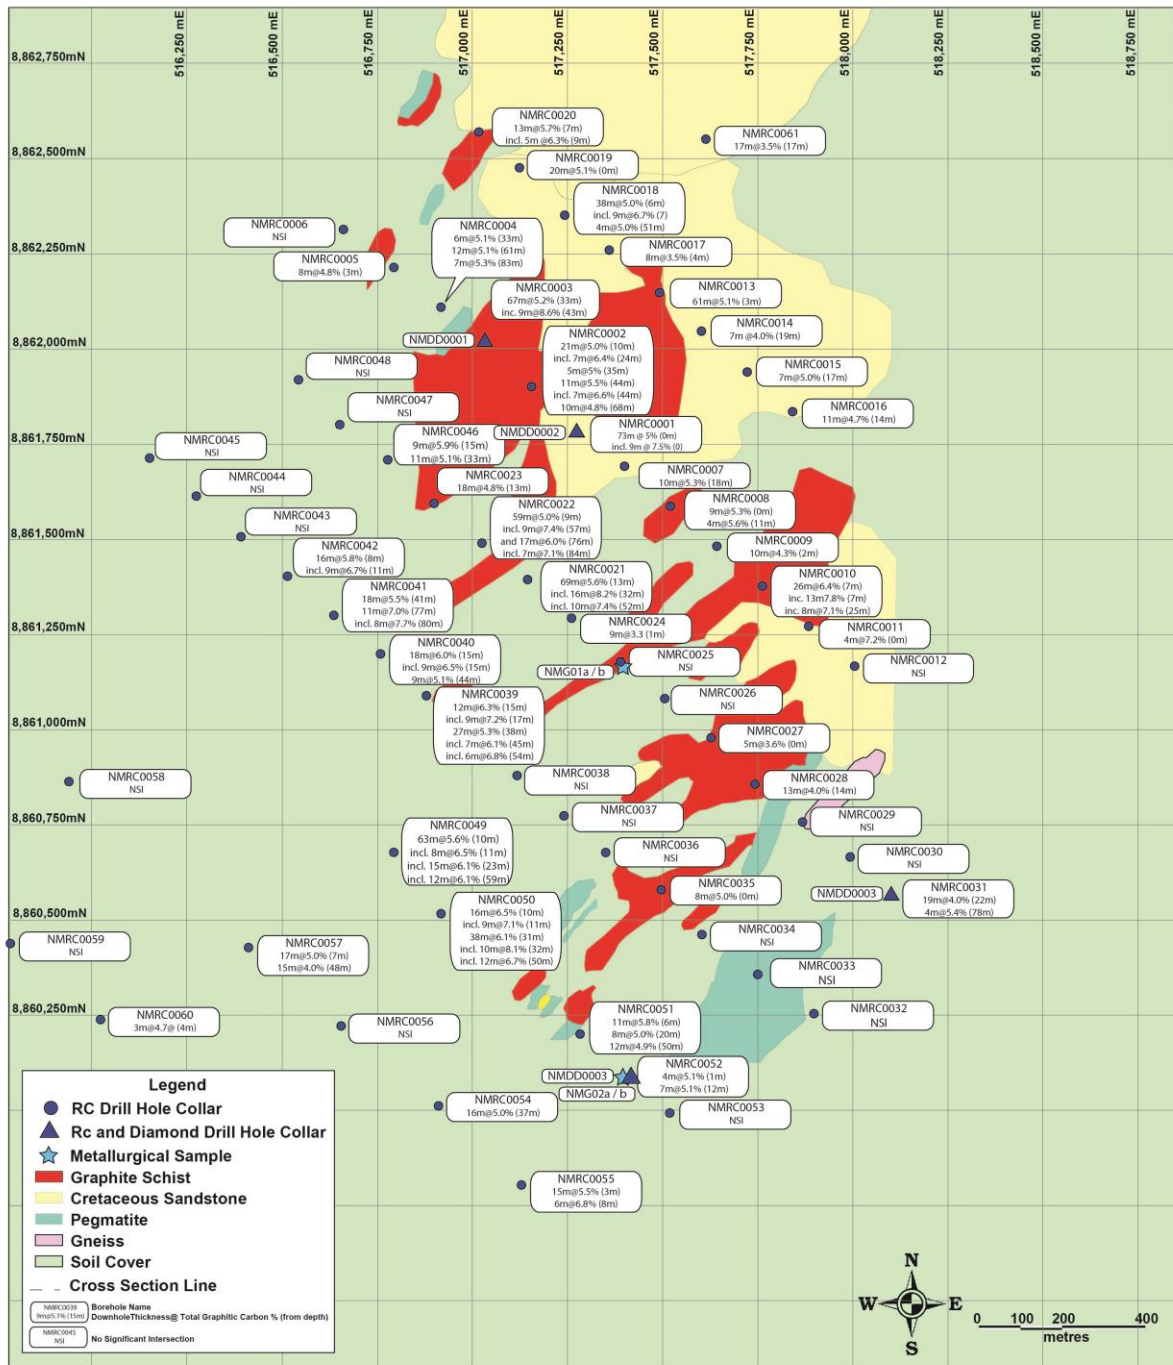 516,250 mE
516,500 mE
516,750 mE
517,000 mE
517,250 mE
517,500 mE
517,750 mE
518,000 mE
518,250 mE
518,500 mE
518,750 mE
8,862,750mN
NMRC0020
13m@5.7% (7m)
incl. 5m @6.3% (9m)
NMRC0061
17m@3.5% (17m)
8,862,500mN
NMRC0019
20m@5.1% (0m)
NMRC0018
38m@5.0% (6m)
incl. 9m@6.7% (7)
4m@5.0% (51m)
NMRC0006
NSI
NMRC0004
6m@5.1% (33m)
12m@5.1% (61m)
7m@5.3% (83m)
NMRC0017
8m@3.5% (4m)
8,862,250mN
NMRC0005
8m@4.8% (3m)
NMRC0003
67m@5.2% (33m)
inc. 9m@8.6% (43m)
NMRC0013
61m@5.1% (3m)
NMRC0014
7m @4.0% (19m)
NMDD0001
8,862,000mN
NMRC0002
21m@5.0% (10m)
incl. 7m@6.4% (24m)
5m@5% (35m)
11m@5.5% (44m)
incl. 7m@6.6% (44m)
10m@4.8% (68m)
NMRC0048
NSI
NMRC0015
7m@5.0% (17m)
NMRC0047
NSI
NMRC0016
11m@4.7% (14m)
8,861,750mN
NMRC0045
NSI
NMRC0046
9m@5.9% (15m)
11m@5.1% (33m)
NMDD0002
NMRC0001
73m @ 5% (0m)
incl. 9m @ 7.5% (0
NMRC0044
NSI
NMRC0023
18m@4.8% (13m)
NMRC0007
10m@5.3% (18m)
NMRC0008
9m@5.3% (0m)
4m@5.6% (11m)
8,861,500mN
NMRC0043
NSI
NMRC0022
59m@5.0% (9m)
incl. 9m@7.4% (57m)
and 17m@6.0% (76m)
incl. 7m@7.1% (84m)
NMRC0009
10m@4.3% (2m)
NMRC0042
16m@5.8% (8m)
incl. 9m@6.7% (11m)
NMRC0021
69m@5.6% (13m)
incl. 16m@8.2% (32m)
incl. 10m@7.4% (52m)
NMRC0010
26m@6.4% (7m)
inc. 13m7.8% (7m)
inc. 8m@7.1% (25m)
NMRC0041
18m@5.5% (41m)
11m@7.0% (77m)
incl. 8m@7.7% (80m)
8,861,250mN
NMRC0024
9m@3.3 (1m)
NMRC0011
4m@7.2% (0m)
NMRC0040
18m@6.0% (15m)
incl. 9m@6.5% (15m)
9m@5.1% (44m)
NMG01a / b
NMRC0025
NSI
NMRC0012
NSI
NMRC0026
NSI
8,861,000mN
NMRC0039
12m@6.3% (15m)
incl. 9m@7.2% (17m)
27m@5.3% (38m)
incl. 7m@6.1% (45m)
incl. 6m@6.8% (54m)
NMRC0027
5m@3.6% (0m)
NMRC0058
NSI
NMRC0038
NSI
NMRC0028
13m@4.0% (14m)
8,860,750mN
NMRC0037
NSI
NMRC0029
NSI
NMRC0049
63m@5.6% (10m)
incl. 8m@6.5% (11m)
incl. 15m@6.1% (23m)
incl. 12m@6.1% (59m)
NMRC0036
NSI
NMRC0030
NSI
NMRC0035
8m@5.0% (0m)
NMDD0003
NMRC0031
19m@4.0% (22m)
4m@5.4% (78m)
8,860,500mN
NMRC0050
16m@6.5% (10m)
incl. 9m@7.1% (11m)
38m@6.1% (31m)
incl. 10m@8.1% (32m)
incl. 12m@6.7% (50m)
NMRC0059
NSI
NMRC0057
17m@5.0% (7m)
15m@4.0% (48m)
NMRC0034
NSI
NMRC0033
NSI
8,860,250mN
NMRC0060
3m@4.7@ (4m)
NMRC0056
NSI
NMRC0051
11m@5.8% (6m)
8m@5.0% (20m)
12m@4.9% (50m)
NMRC0032
NSI
NMDD0003
NMRC0052
4m@5.1% (1m)
7m@5.1% (12m)
NMG02a / b
NMRC0054
16m@5.0% (37m)
NMRC0053
NSI
NMRC0055
15m@5.5% (3m)
6m@6.8% (8m)
Legend
RC Drill Hole Collar
Rc and Diamond Drill Hole Collar
Metallurgical Sample
Graphite Schist
Cretaceous Sandstone
Pegmatite
Gneiss
Soil Cover
Cross Section Line
NMRC0039
9m@5.1% (15m)
Borehole Name
DownholeThickness@ Total Graphitic Carbon % (from depth)
NMRC0045
NSI
No Significant Intersection
N
W
E
S
0 100 200 400
metres